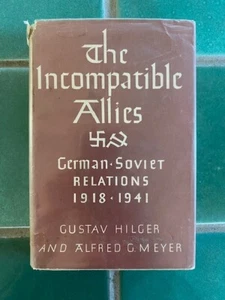 The
Incompatible
Allies
German-Soviet
RELATIONS
1918-1941
GUSTAV HILGER
AND ALFRED G. MEYER